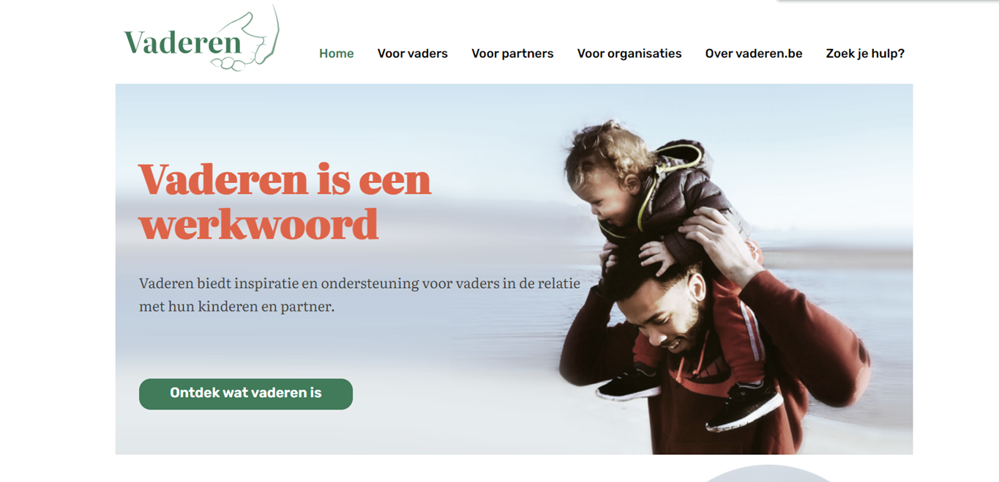 Vaderen
Home
Voor vaders
Voor partners
Voor organisaties
Over vaderen.be
Zoek je hulp?
Vaderen is een
werkwoord
Vaderen biedt inspiratie en ondersteuning voor vaders in de relatie
met hun kinderen en partner.
Ontdek wat vaderen is